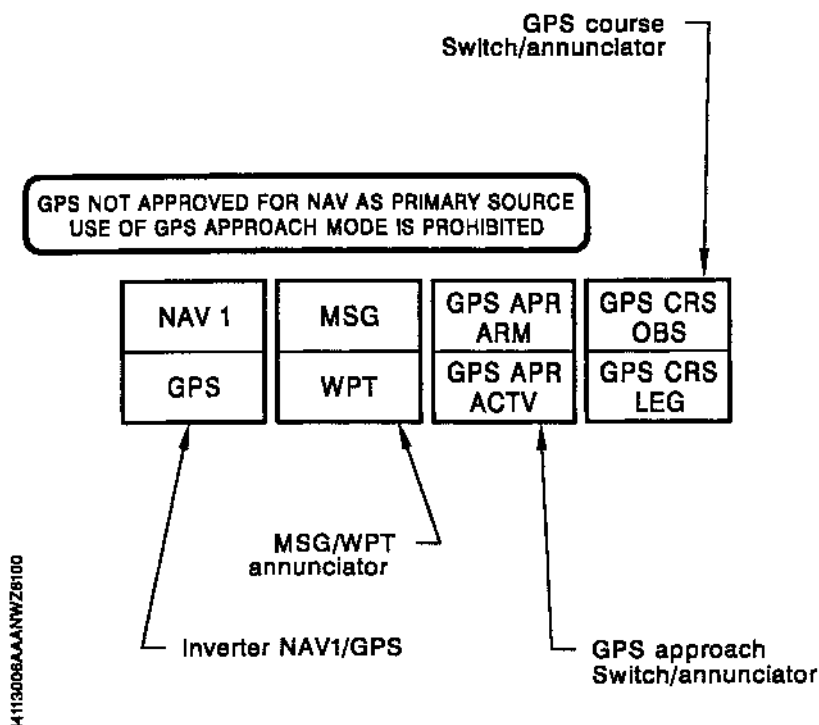 GPS course
Switch/annunciator
GPS NOT APPROVED FOR NAV AS PRIMARY SOURCE
USE OF GPS APPROACH MODE IS PROHIBITED
NAV 1
GPS
MSG
WPT
GPS APR
ARM
GPS APR
ACTV
GPS CRS
OBS
GPS CRS
LEG
MSG/WPT
annunciator
Inverter NAV1/GPS
GPS approach
Switch/annunciator
14113006AAANWZ6100